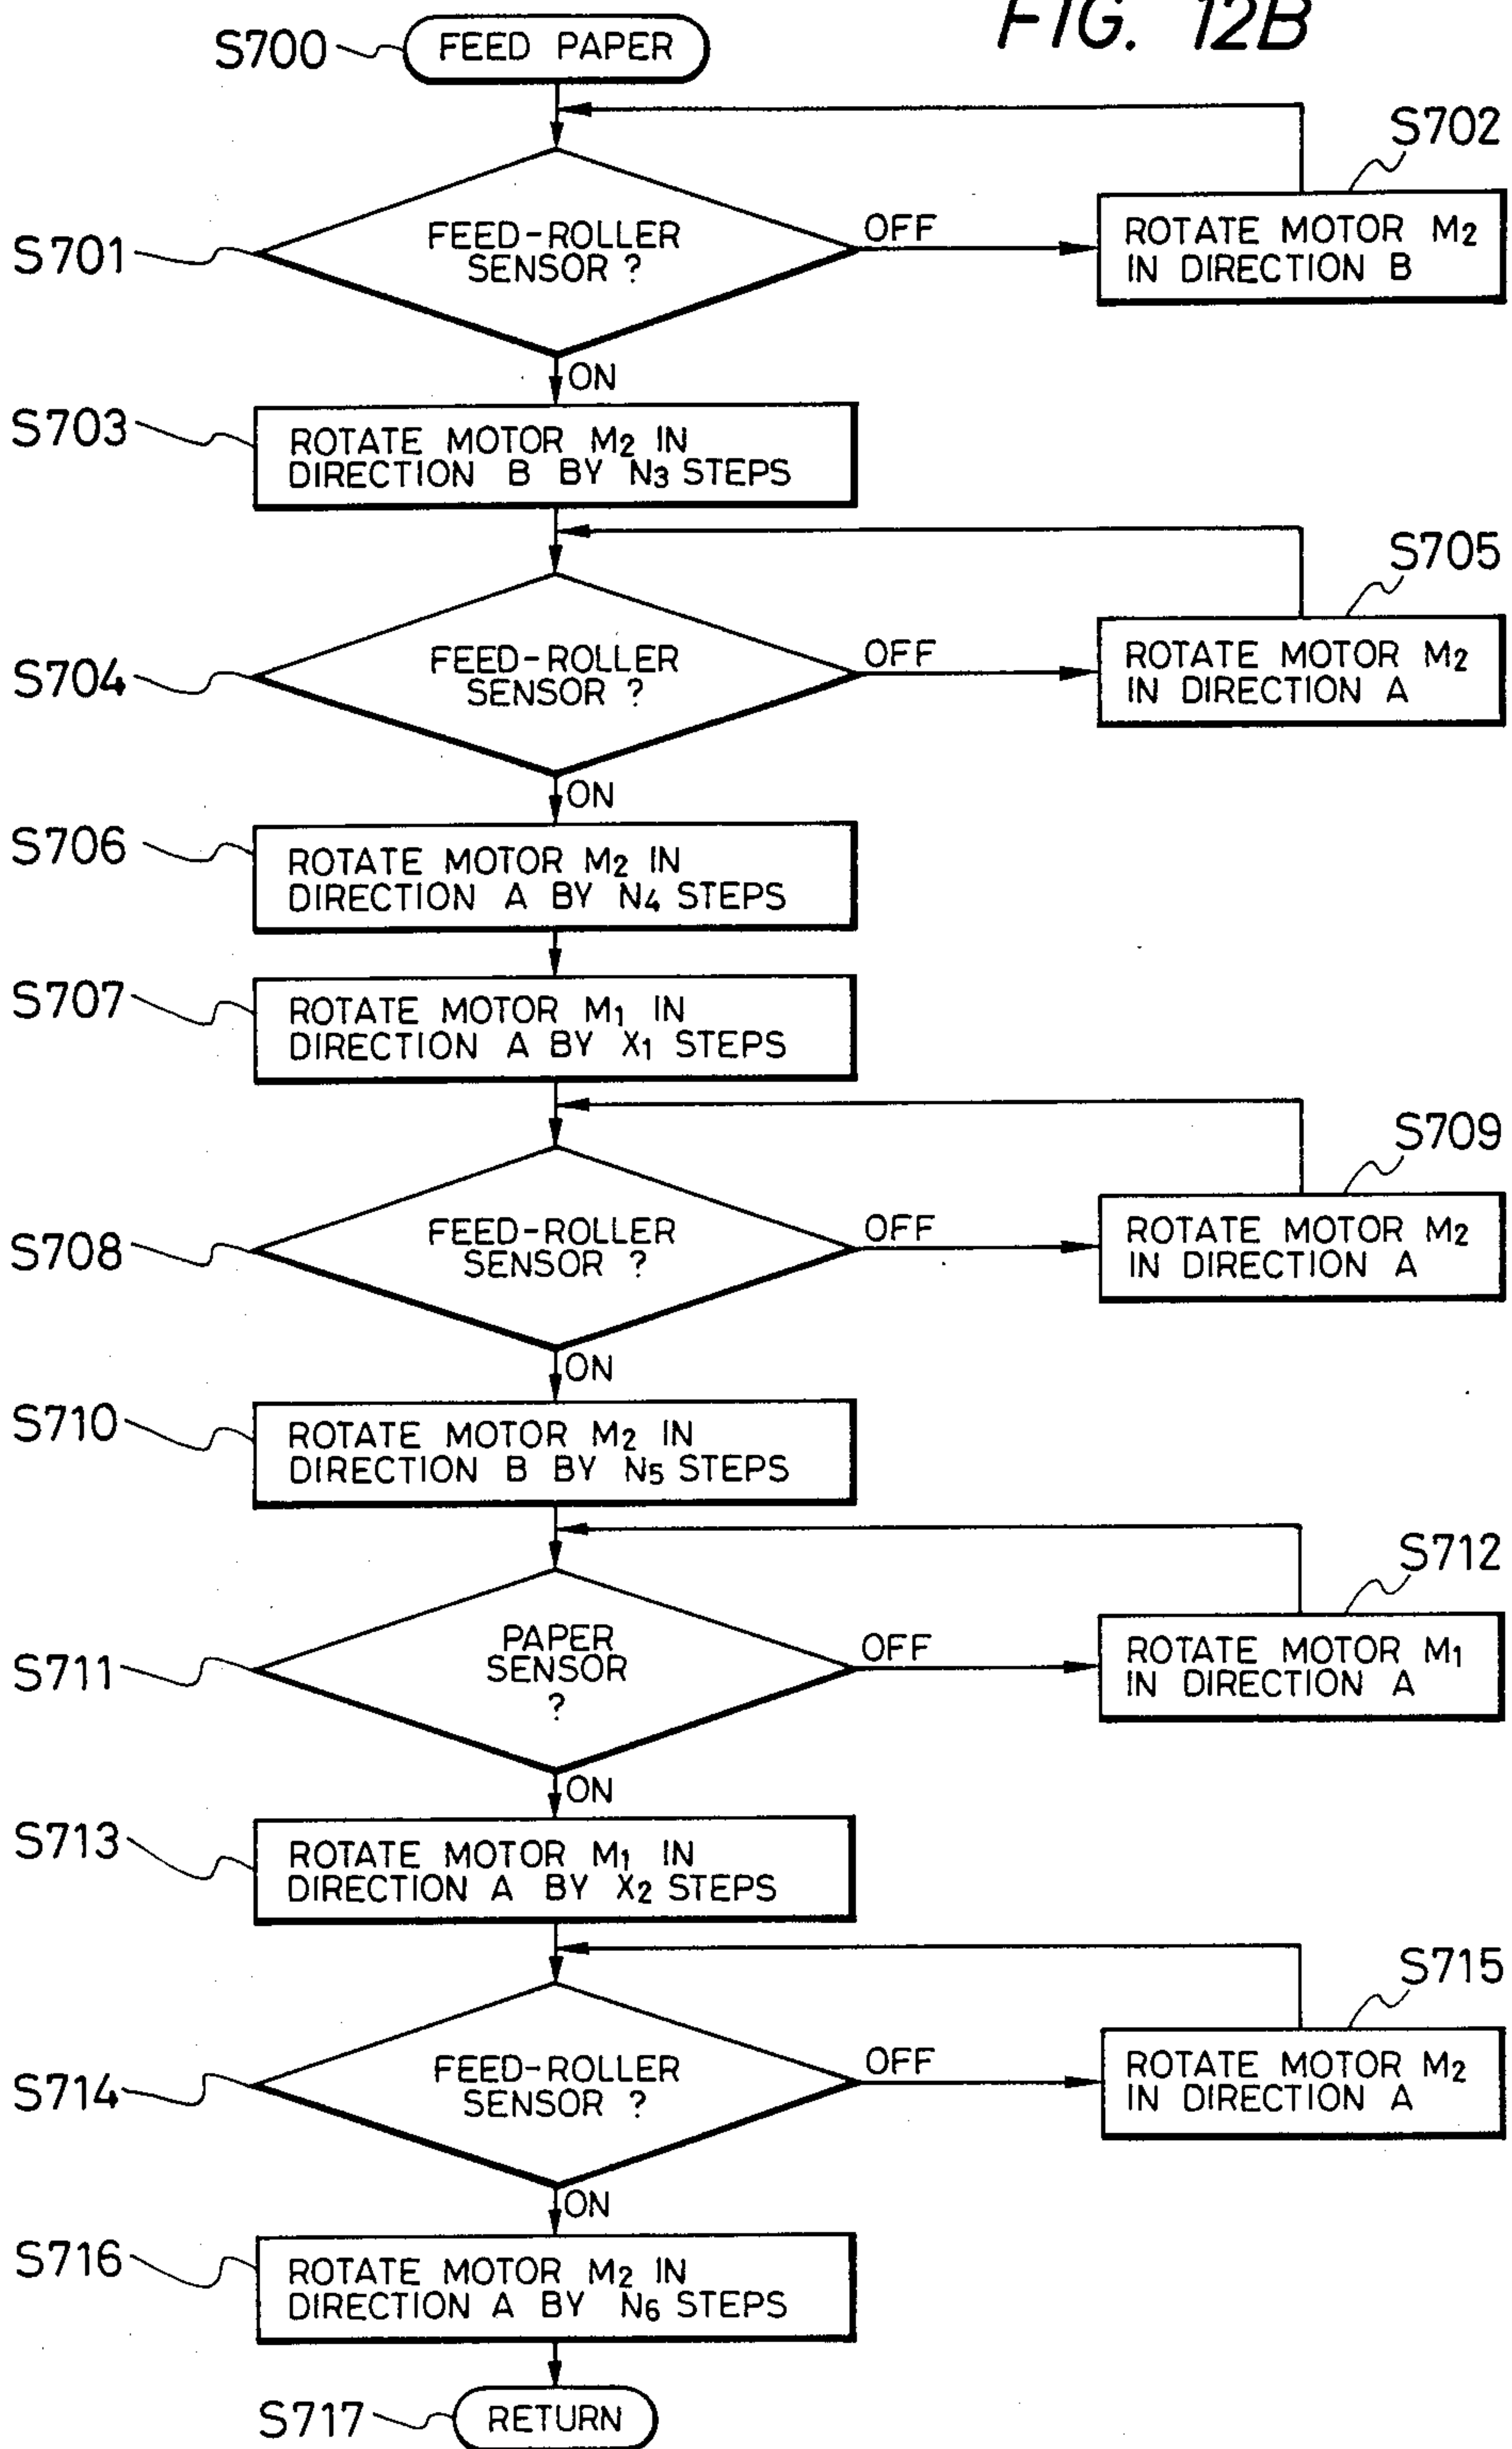 FIG. 12B
S700
FEED PAPER
S702
S701
FEED-ROLLER
SENSOR ?
OFF
ROTATE MOTOR M2
IN DIRECTION B
ON
S703
ROTATE MOTOR M2 IN
DIRECTION B BY N3 STEPS
S705
S704
FEED-ROLLER
SENSOR ?
OFF
ROTATE MOTOR M2
IN DIRECTION A
ON
S706
ROTATE MOTOR M2 IN
DIRECTION A BY N4 STEPS
S707
ROTATE MOTOR M1 IN
DIRECTION A BY X1 STEPS
S709
S708
FEED-ROLLER
SENSOR ?
OFF
ROTATE MOTOR M2
IN DIRECTION A
ON
S710
ROTATE MOTOR M2 IN
DIRECTION B BY N5 STEPS
S712
S711
PAPER
SENSOR
?
OFF
ROTATE MOTOR M1
IN DIRECTION A
ON
S713
ROTATE MOTOR M1 IN
DIRECTION A BY X2 STEPS
S715
S714
FEED-ROLLER
SENSOR ?
OFF
ROTATE MOTOR M2
IN DIRECTION A
ON
S716
ROTATE MOTOR M2 IN
DIRECTION A BY N6 STEPS
S717
RETURN